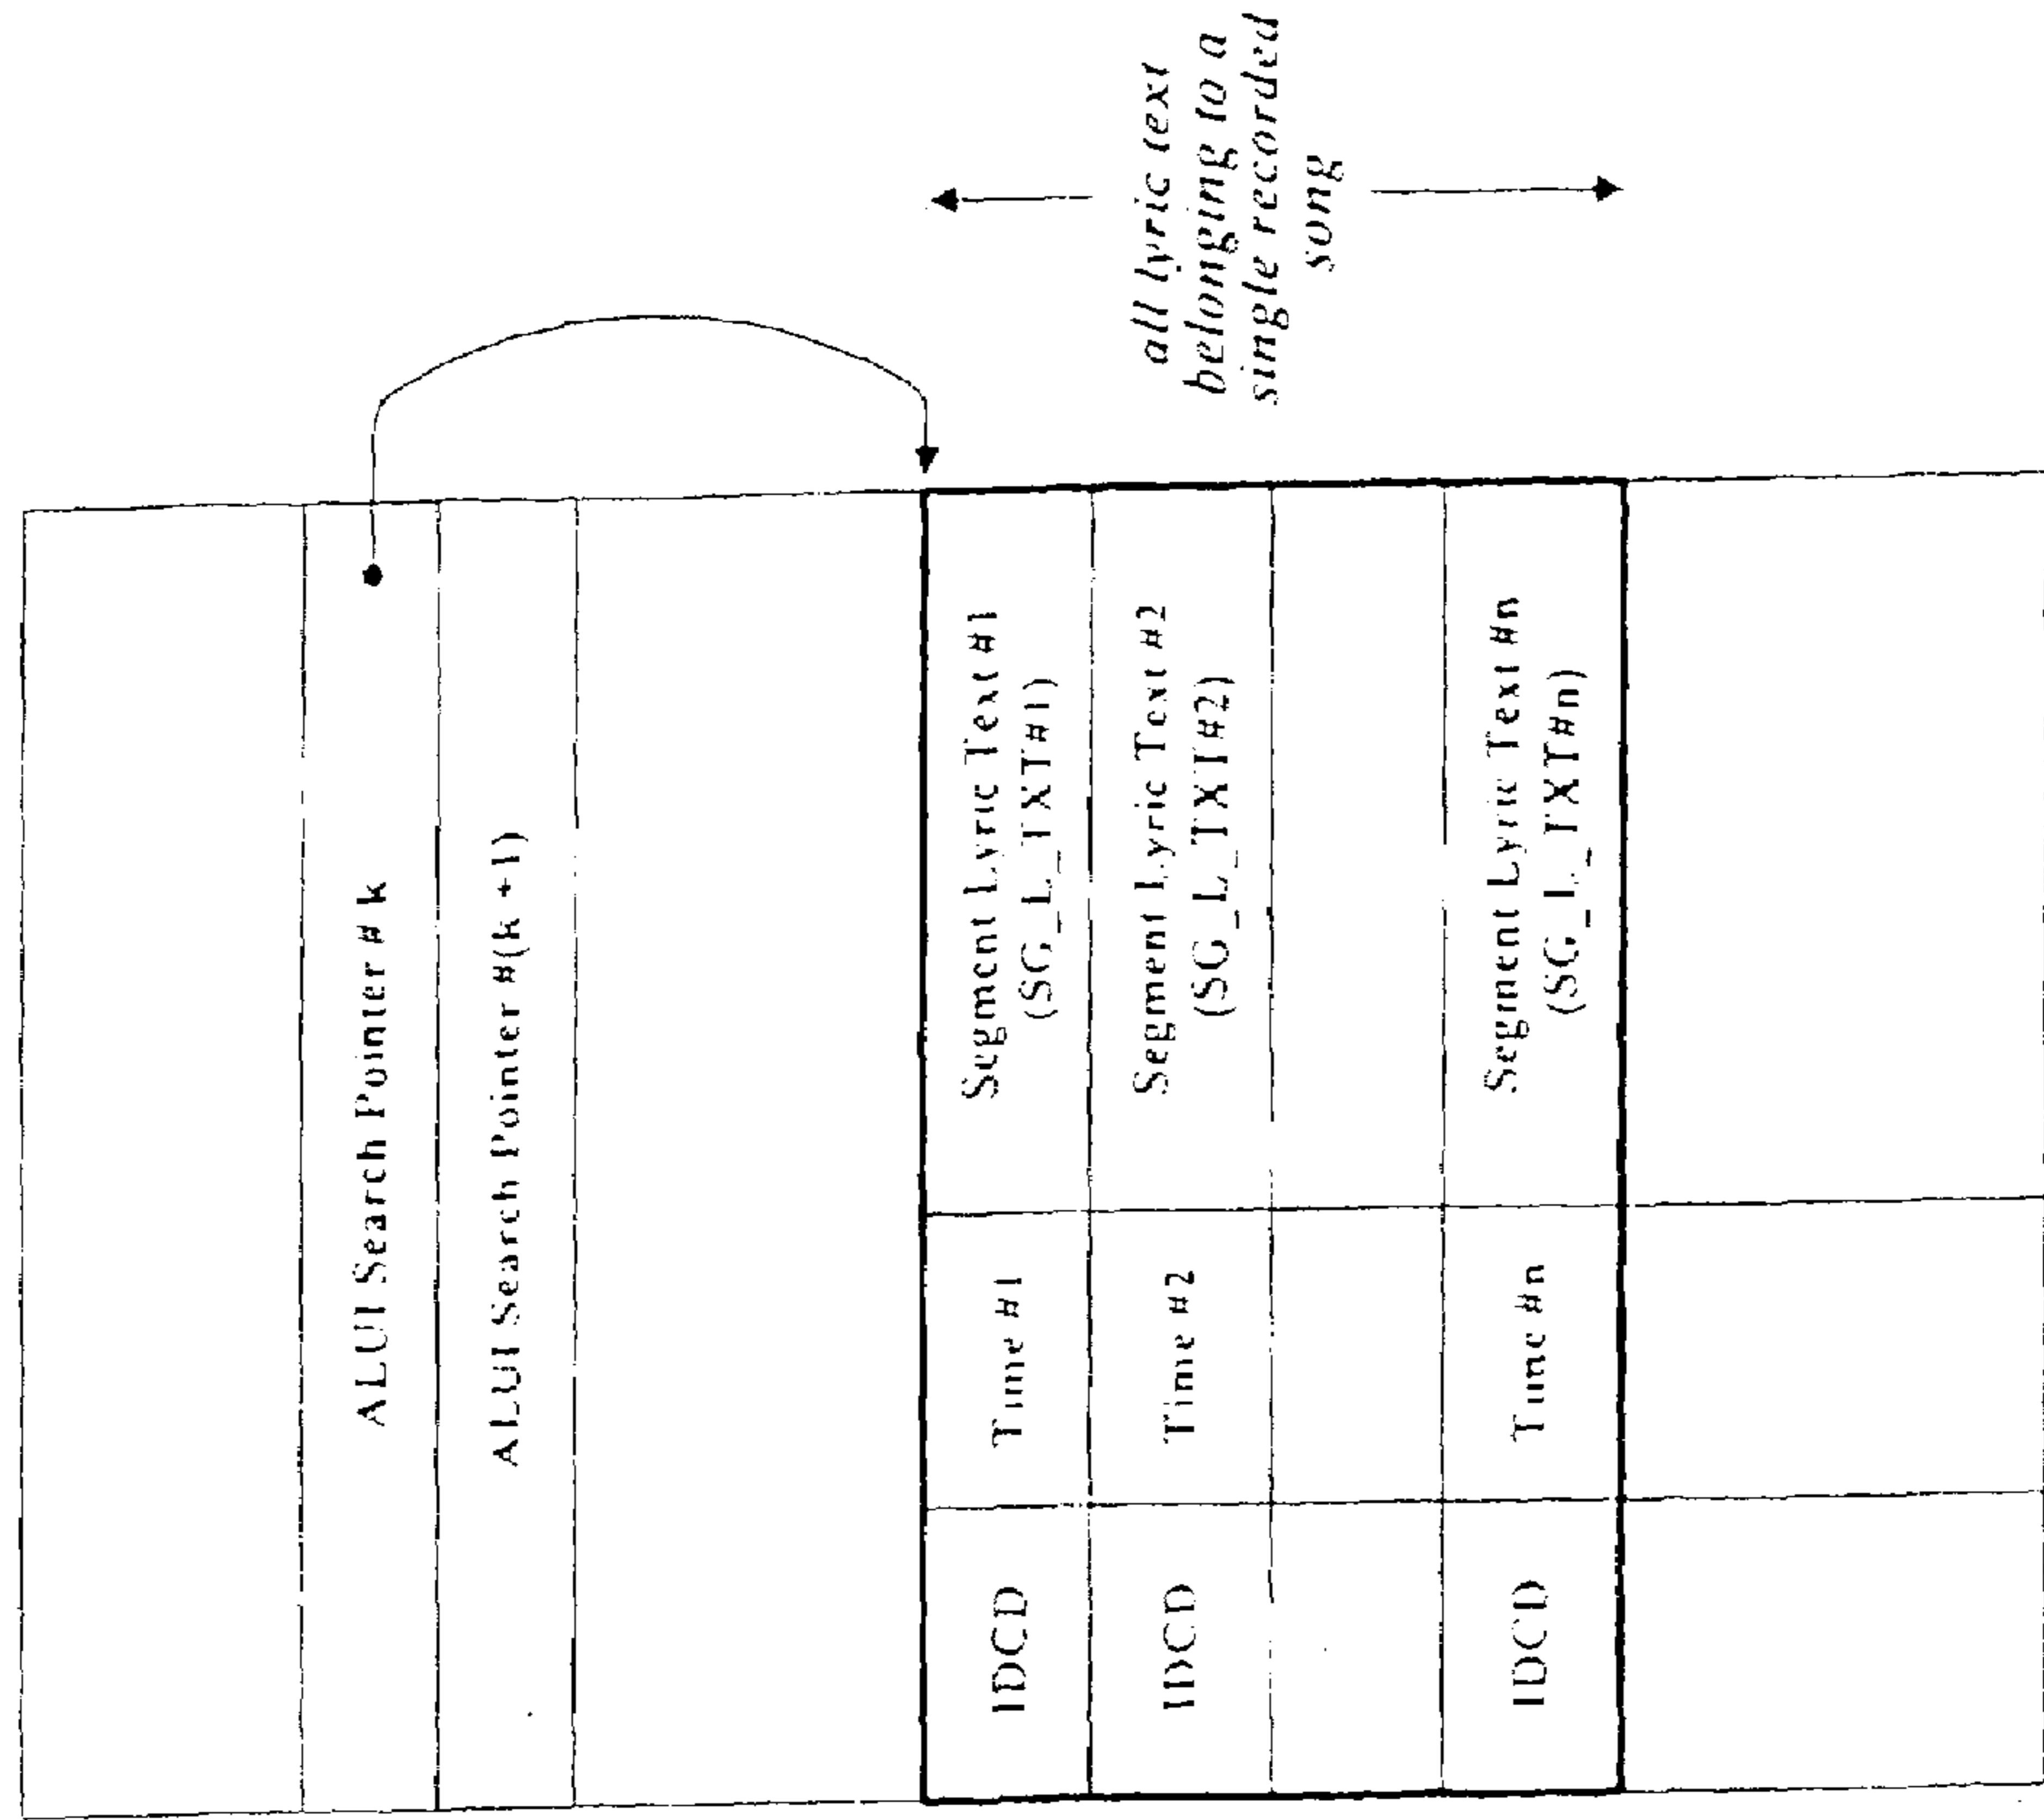 ALUI Search Pointer # k
ALUI Search Pointer #(k +1)
IDCD Time #1 Segment Lyric Text #1
(SG_L_TXT#1)
IDCD Time #2 Segment Lyric Text #2
(SG_L_TXT#2)
IDCD Time #n Segment Lyric Text #n
(SG_L_TXT#n)
all lyric text
belonging to a
single recorded
song